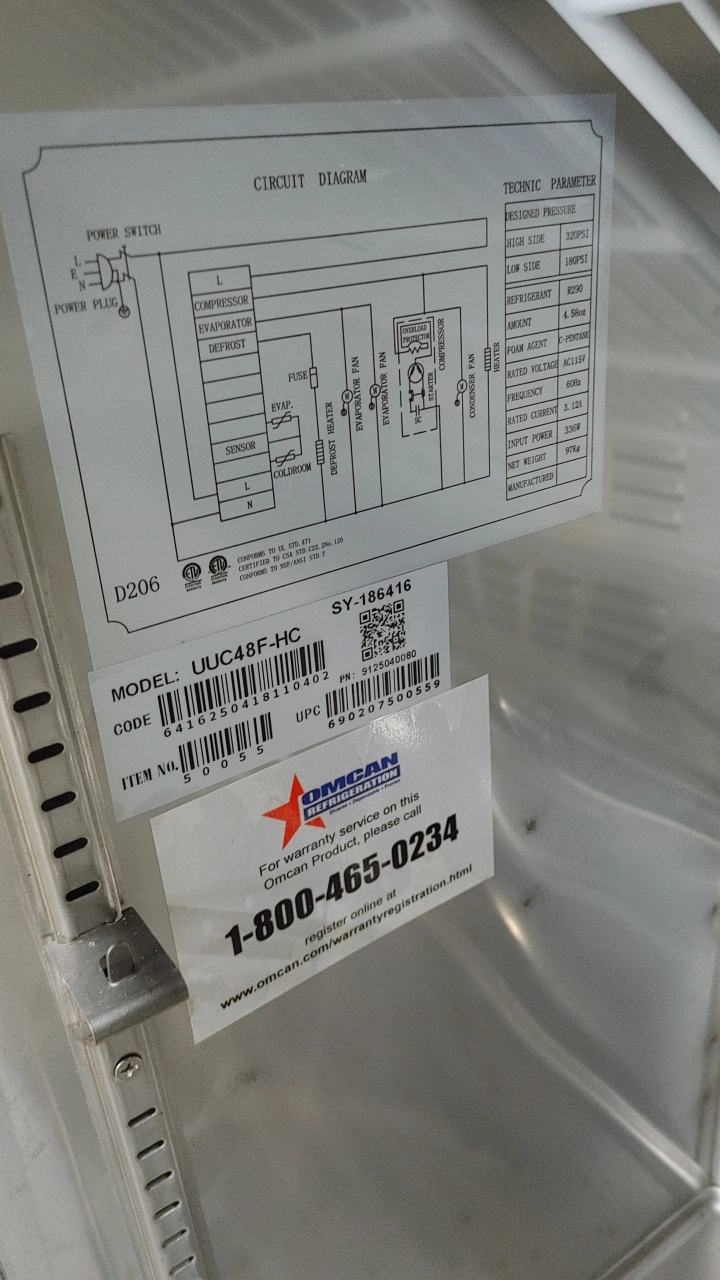 CIRCUIT DIAGRAM
POWER SWITCH
L
E
N
POWER PLUG
L
COMPRESSOR
EVAPORATOR
DEFROST
SENSOR
L
N
FUSE
EVAP.
COLDROOM
DEFROST HEATER
EVAPORATOR FAN
EVAPORATOR FAN
OVERLOAD
PROTECTOR
STARTER
COMPRESSOR
CONDENSER FAN
HEATER
TECHNIC PARAMETER
DESIGNED PRESSURE
HIGH SIDE 320PSI
LOW SIDE 180PSI
REFRIGERANT R290
AMOUNT 4.58oz
FOAM AGENT C-PENTANE
RATED VOLTAGE AC115V
FREQUENCY 60Hz
RATED CURRENT 3.12A
INPUT POWER 336W
NET WEIGHT 97Kg
MANUFACTURED
D206
CONFORMS TO UL STD.471
CERTIFIED TO CSA STD.C22.2No.120
CONFORMS TO NSF/ANSI STD.7
SY-186416
MODEL: UUC48F-HC
PN: 9125040080
CODE 6416250418110402
UPC 690207500559
ITEM NO. 50055
OMCAN
REFRIGERATION
Diverse • Dependable • Proven
For warranty service on this
Omcan Product, please call
1-800-465-0234
register online at
www.omcan.com/warrantyregistration.html